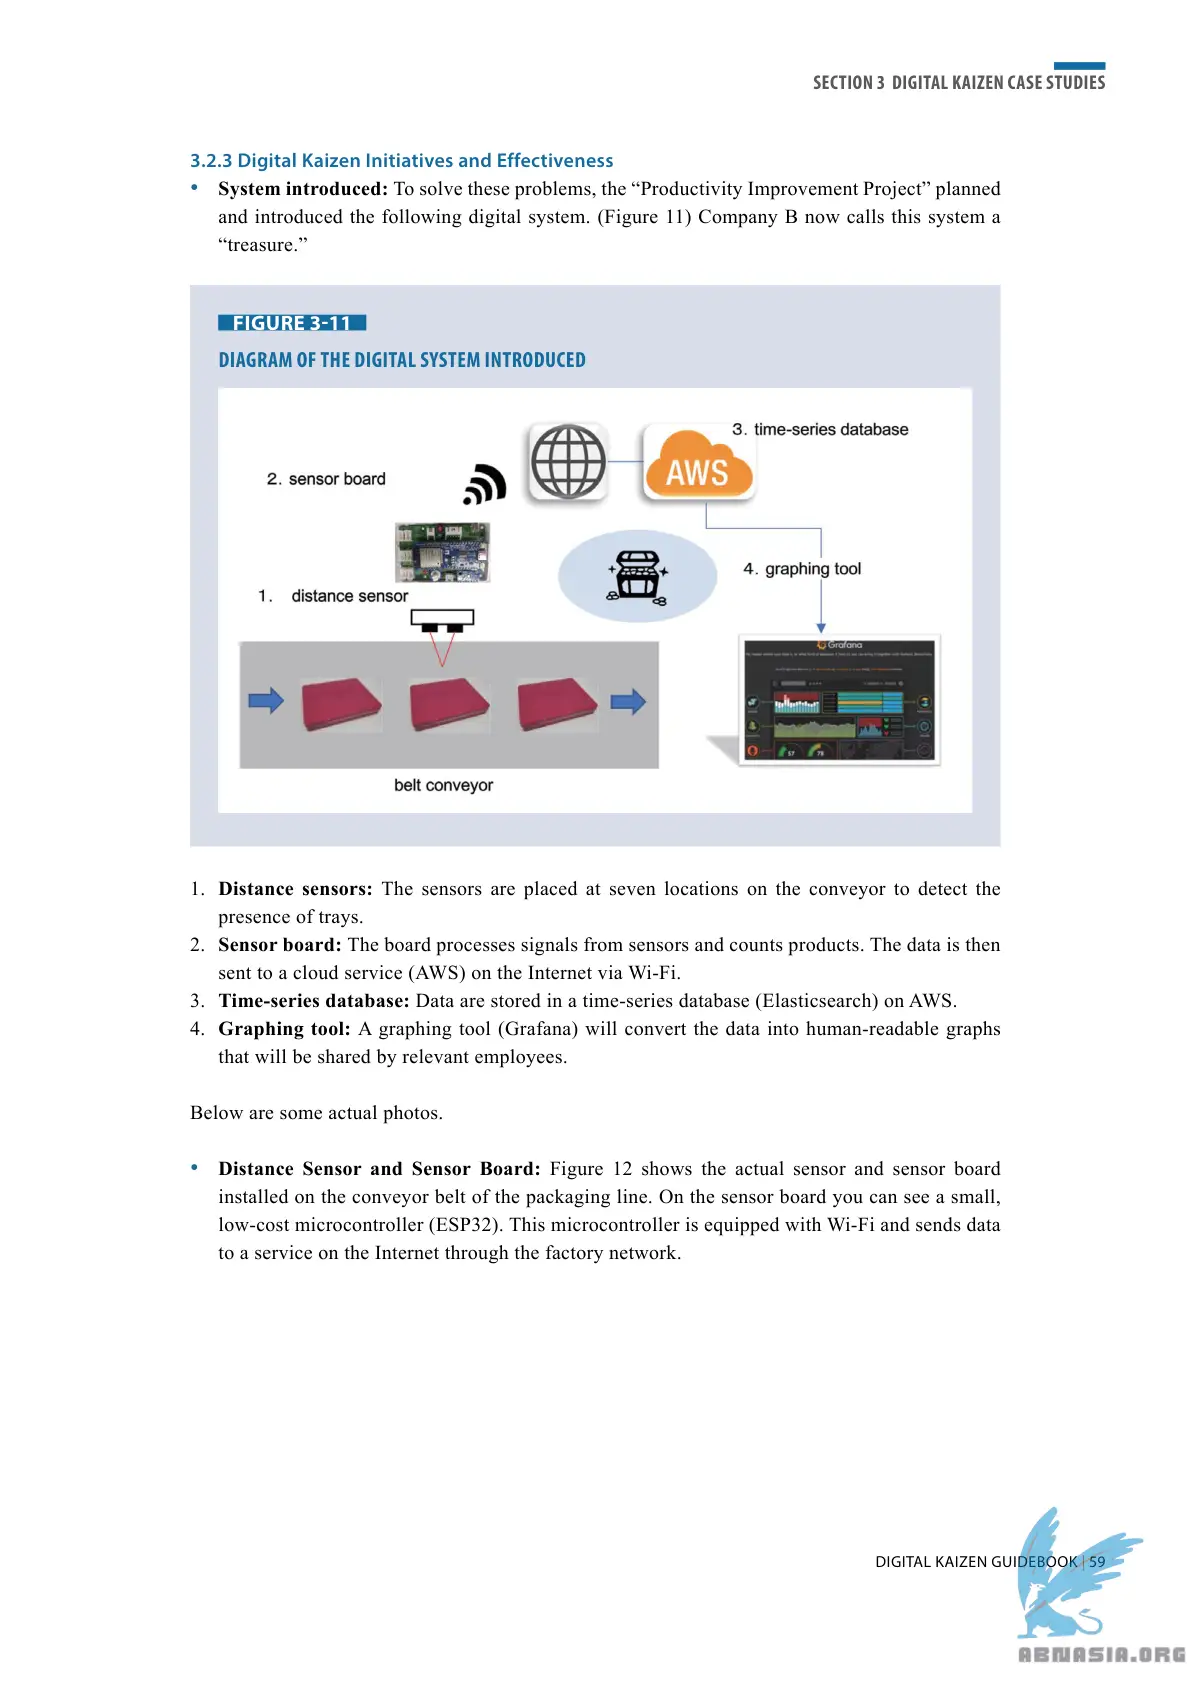 SECTION 3 DIGITAL KAIZEN CASE STUDIES
3.2.3 Digital Kaizen Initiatives and Effectiveness
• System introduced: To solve these problems, the “Productivity Improvement Project” planned
and introduced the following digital system. (Figure 11) Company B now calls this system a
“treasure.”
FIGURE 3-11
DIAGRAM OF THE DIGITAL SYSTEM INTRODUCED
3. time-series database
AWS
2. sensor board
4. graphing tool
1. distance sensor
Grafana
57 78
belt conveyor
1. Distance sensors: The sensors are placed at seven locations on the conveyor to detect the
presence of trays.
2. Sensor board: The board processes signals from sensors and counts products. The data is then
sent to a cloud service (AWS) on the Internet via Wi-Fi.
3. Time-series database: Data are stored in a time-series database (Elasticsearch) on AWS.
4. Graphing tool: A graphing tool (Grafana) will convert the data into human-readable graphs
that will be shared by relevant employees.
Below are some actual photos.
• Distance Sensor and Sensor Board: Figure 12 shows the actual sensor and sensor board
installed on the conveyor belt of the packaging line. On the sensor board you can see a small,
low-cost microcontroller (ESP32). This microcontroller is equipped with Wi-Fi and sends data
to a service on the Internet through the factory network.
DIGITAL KAIZEN GUIDEBOOK | 59
ABNASIA.ORG